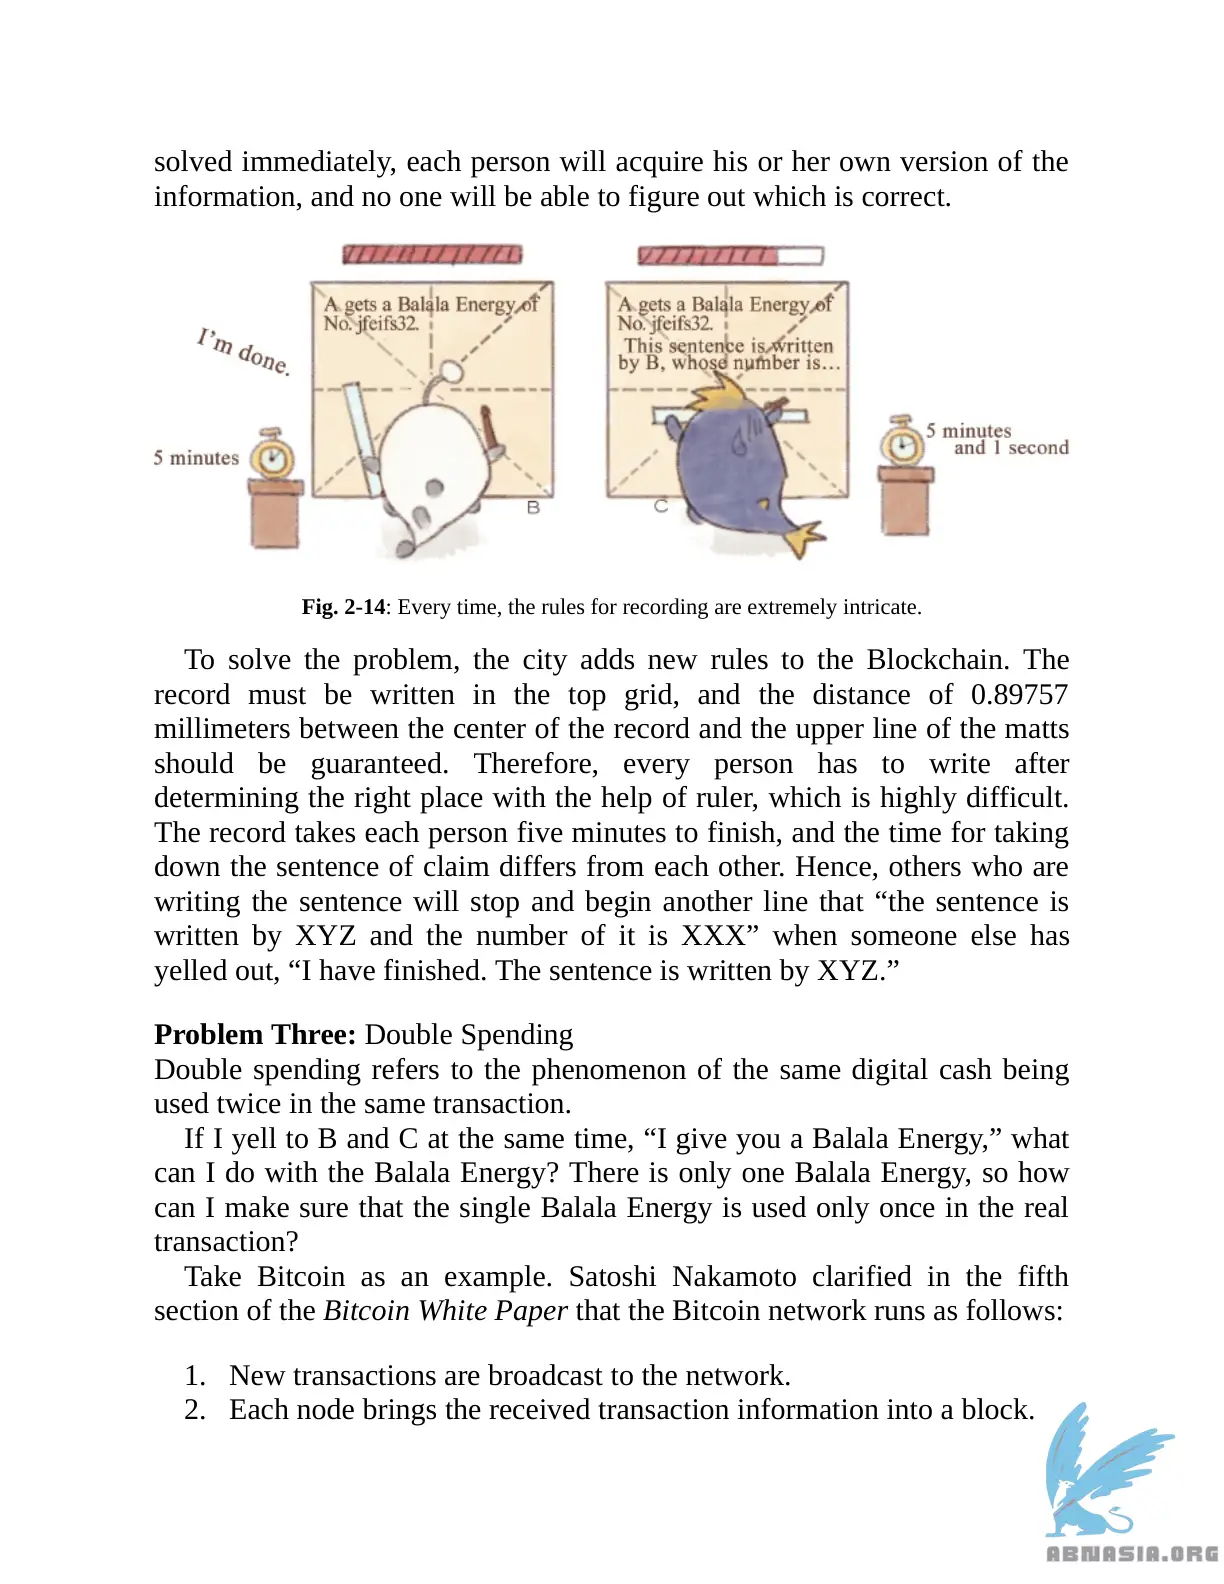 solved immediately, each person will acquire his or her own version of the
information, and no one will be able to figure out which is correct.
A gets a Balala Energy of
No. jfeifs32.
I'm done.
5 minutes
B
A gets a Balala Energy of
No. jfeifs32.
This sentence is written
by B, whose number is...
C
5 minutes
and 1 second
Fig. 2-14: Every time, the rules for recording are extremely intricate.
To solve the problem, the city adds new rules to the Blockchain. The
record must be written in the top grid, and the distance of 0.89757
millimeters between the center of the record and the upper line of the matts
should be guaranteed. Therefore, every person has to write after
determining the right place with the help of ruler, which is highly difficult.
The record takes each person five minutes to finish, and the time for taking
down the sentence of claim differs from each other. Hence, others who are
writing the sentence will stop and begin another line that “the sentence is
written by XYZ and the number of it is XXX” when someone else has
yelled out, “I have finished. The sentence is written by XYZ.”
Problem Three: Double Spending
Double spending refers to the phenomenon of the same digital cash being
used twice in the same transaction.
If I yell to B and C at the same time, “I give you a Balala Energy,” what
can I do with the Balala Energy? There is only one Balala Energy, so how
can I make sure that the single Balala Energy is used only once in the real
transaction?
Take Bitcoin as an example. Satoshi Nakamoto clarified in the fifth
section of the Bitcoin White Paper that the Bitcoin network runs as follows:
1. New transactions are broadcast to the network.
2. Each node brings the received transaction information into a block.
ABNASIA.ORG